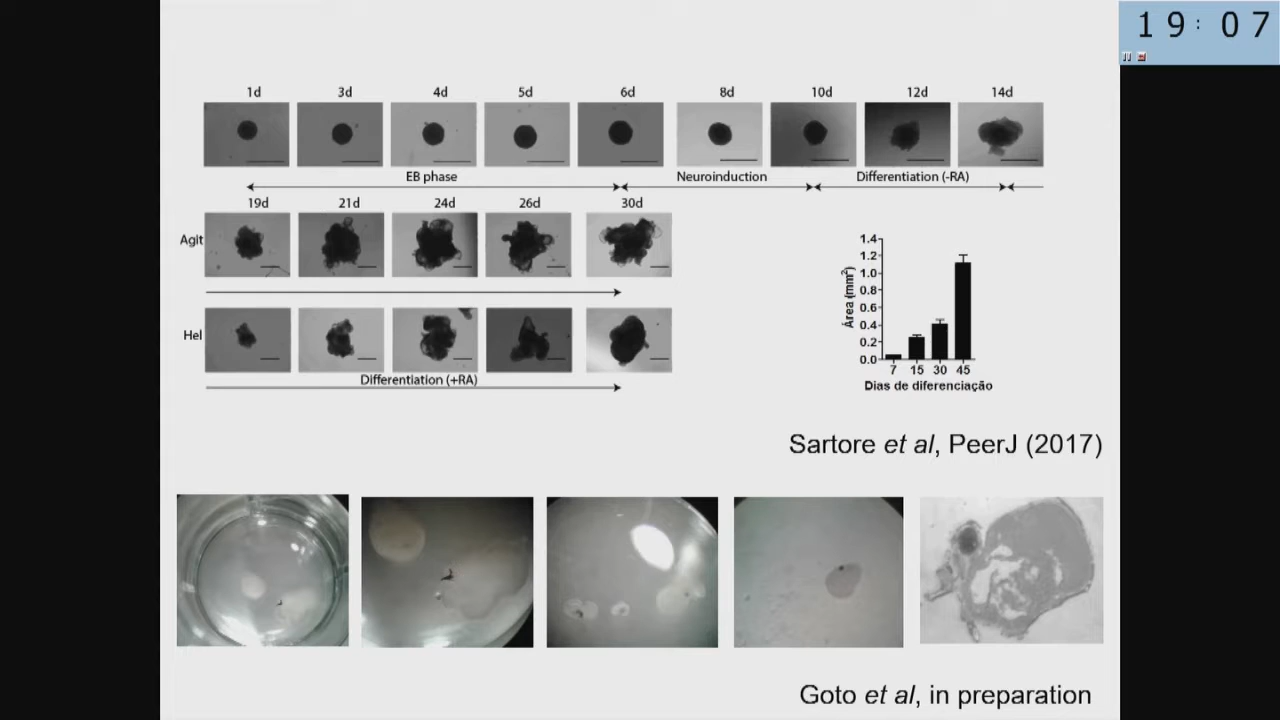 19:07
1d 3d 4d 5d 6d 8d 10d 12d 14d
EB phase Neuroinduction Differentiation (-RA)
19d 21d 24d 26d 30d
Agit
Hel
Differentiation (+RA)
1.4
1.2
1.0
0.8
0.6
0.4
0.2
0.0
Área (mm²)
7 15 30 45
Dias de diferenciação
Sartore et al, PeerJ (2017)
Goto et al, in preparation